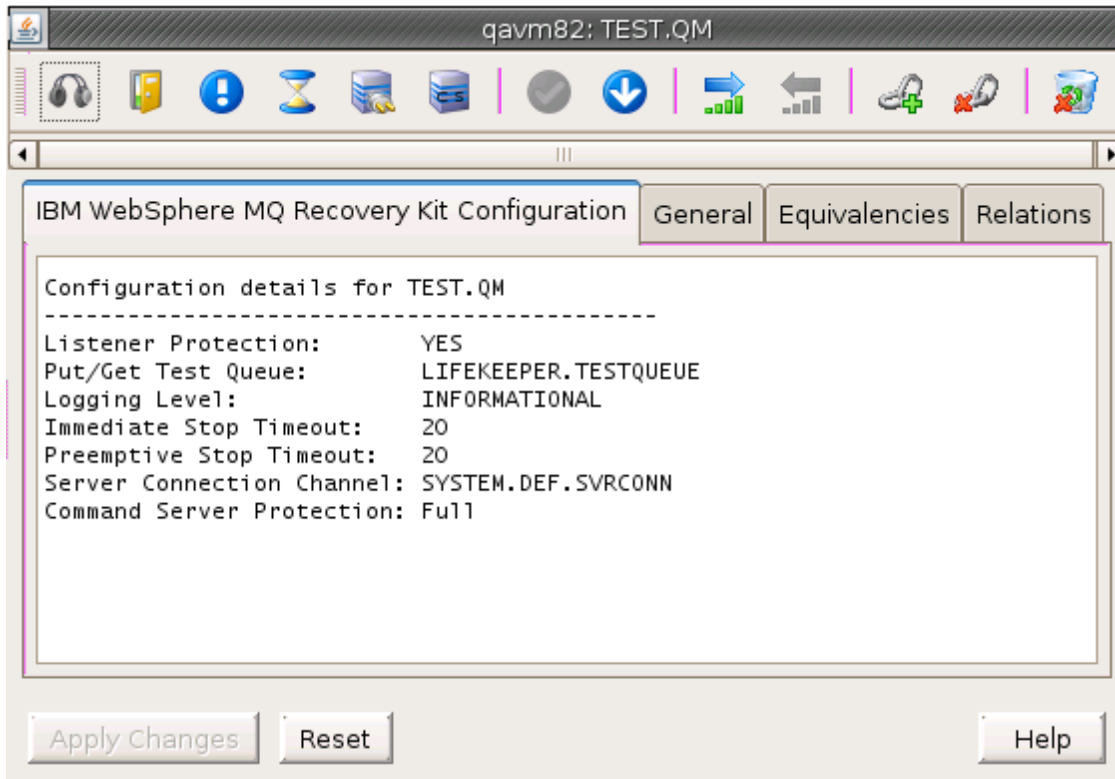 qavm82: TEST.QM
CS
IBM WebSphere MQ Recovery Kit Configuration General Equivalencies Relations
Configuration details for TEST.QM
--------------------------------------------
Listener Protection: YES
Put/Get Test Queue: LIFEKEEPER.TESTQUEUE
Logging Level: INFORMATIONAL
Immediate Stop Timeout: 20
Preemptive Stop Timeout: 20
Server Connection Channel: SYSTEM.DEF.SVRCONN
Command Server Protection: Full
Apply Changes Reset Help